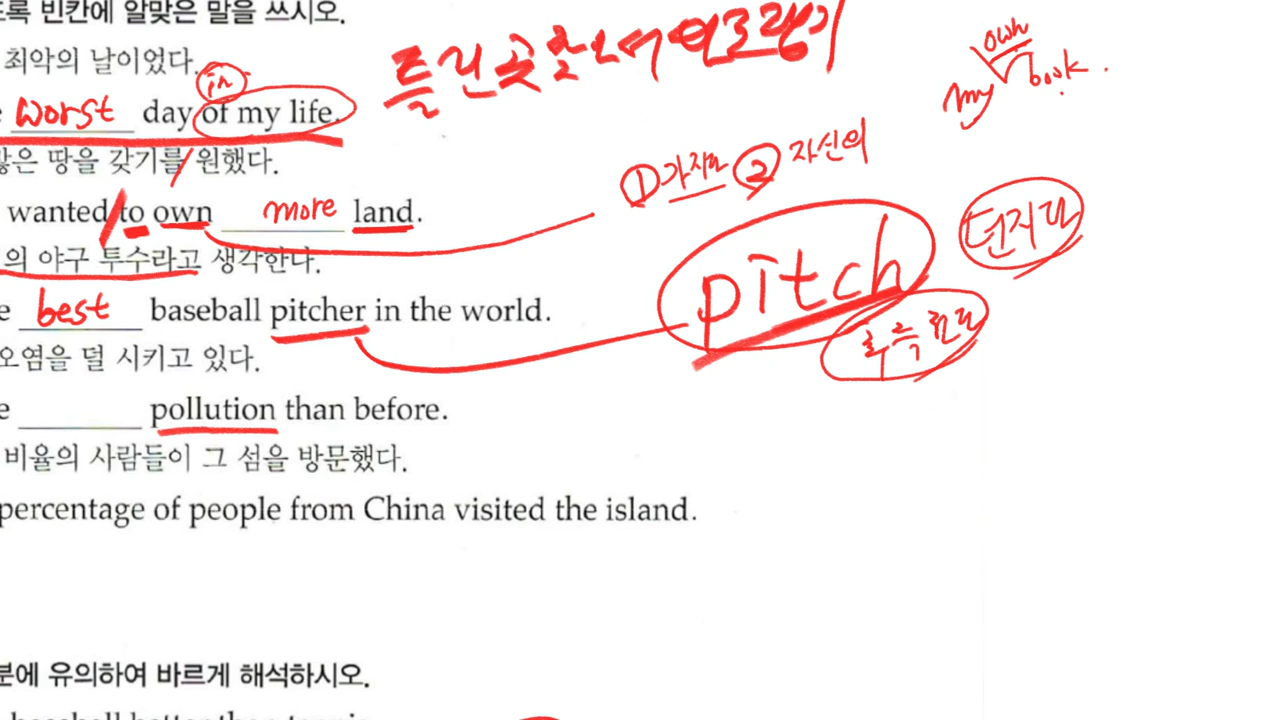 록 빈칸에 알맞은 말을 쓰시오.
틀린곳 찾아서
own
my book.
최악의 날이었다.
in
worst day of my life.
① 가지다 ② 자신의
많은 땅을 갖기를 / 원했다.
wanted / to own more land.
던지다
pitch
의 야구 투수라고 생각한다.
best baseball pitcher in the world.
오염을 덜 시키고 있다.
pollution than before.
비율의 사람들이 그 섬을 방문했다.
percentage of people from China visited the island.
분에 유의하여 바르게 해석하시오.
baseball better than tennis